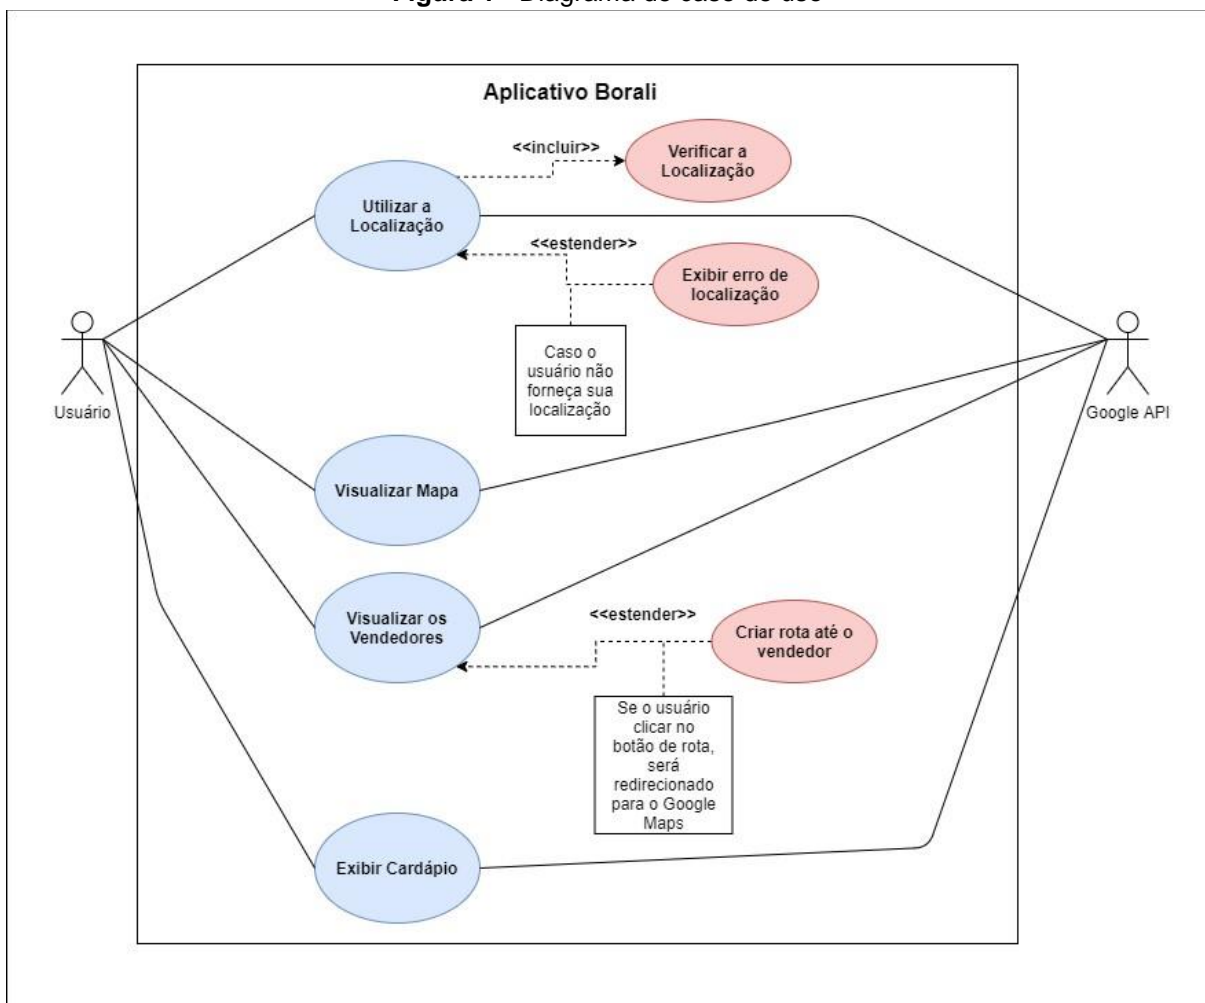 Figura 1 - Diagrama de caso de uso
Aplicativo Borali
<<incluir>>
Verificar a
Localização
Utilizar a
Localização
<<estender>>
Exibir erro de
localização
Caso o
usuário não
forneça sua
localização
Usuário
Google API
Visualizar Mapa
Visualizar os
Vendedores
<<estender>>
Criar rota até o
vendedor
Se o usuário
clicar no
botão de rota,
será
redirecionado
para o Google
Maps
Exibir Cardápio